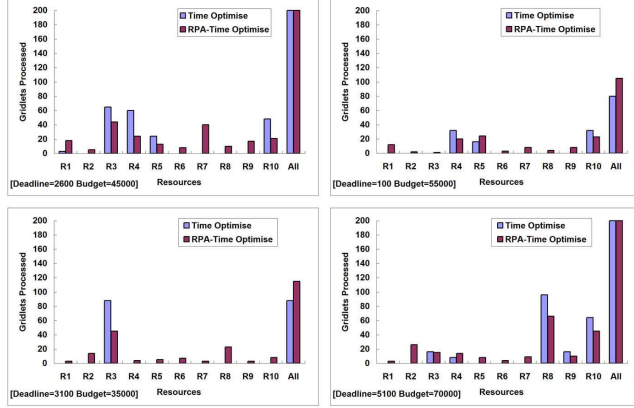 200
180
160
140
120
100
80
60
40
20
0
Gridlets Processed
Time Optimise
RPA-Time Optimise
R1 R2 R3 R4 R5 R6 R7 R8 R9 R10 All
[Deadline=2600 Budget=45000] Resources
200
180
160
140
120
100
80
60
40
20
0
Gridlets Processed
Time Optimise
RPA-Time Optimise
R1 R2 R3 R4 R5 R6 R7 R8 R9 R10 All
[Deadline=100 Budget=55000] Resources
200
180
160
140
120
100
80
60
40
20
0
Gridlets Processed
Time Optimise
RPA-Time Optimise
R1 R2 R3 R4 R5 R6 R7 R8 R9 R10 All
[Deadline=3100 Budget=35000] Resources
200
180
160
140
120
100
80
60
40
20
0
Gridlets Processed
Time Optimise
RPA-Time Optimise
R1 R2 R3 R4 R5 R6 R7 R8 R9 R10 All
[Deadline=5100 Budget=70000] Resources